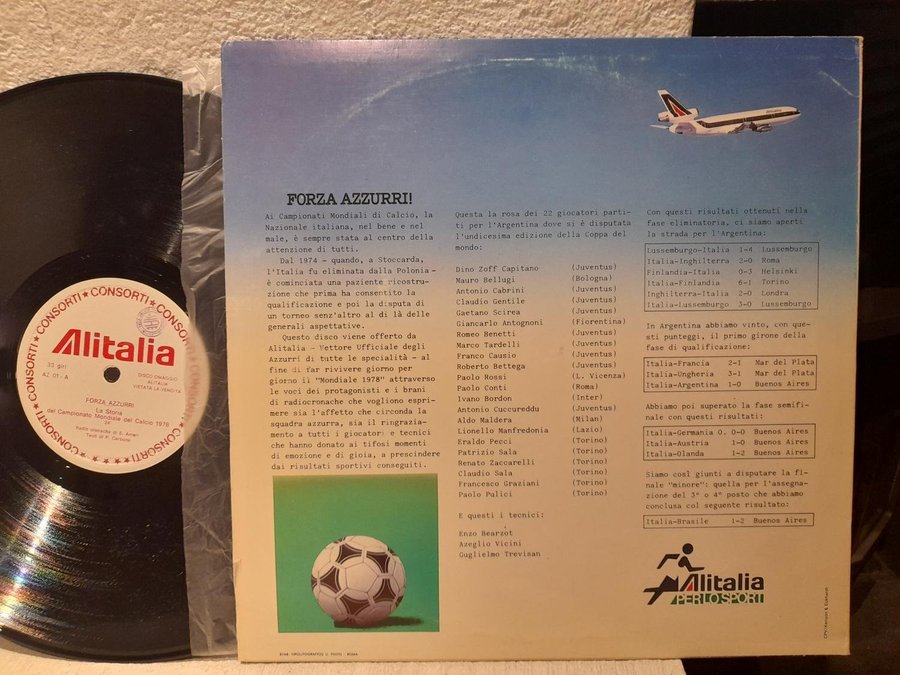 CONSORTI ★ CONSORTI ★ CONSORTI ★ CONSORTI ★ CONSORTI
Alitalia
33 giri
AZ 01 - A
DISCO OMAGGIO
ALITALIA
VIETATA LA VENDITA
FORZA AZZURRI
La Storia
del Campionato Mondiale del Calcio 1978
Radio cronache di E. Ameri
Testi di P. Carbone
FORZA AZZURRI!
Ai Campionati Mondiali di Calcio, la
Nazionale italiana, nel bene e nel
male, è sempre stata al centro della
attenzione di tutti.
Dal 1974 - quando, a Stoccarda,
l'Italia fu eliminata dalla Polonia -
è cominciata una paziente ricostru-
zione che prima ha consentito la
qualificazione e poi la disputa di
un torneo senz'altro al di là delle
generali aspettative.
Questo disco viene offerto da
Alitalia - Vettore Ufficiale degli
Azzurri di tutte le specialità - al
fine di far rivivere giorno per
giorno il "Mondiale 1978" attraverso
le voci dei protagonisti e i brani
di radiocronache che vogliono espri-
mere sia l'affetto che circonda la
squadra azzurra, sia il ringrazia-
mento a tutti i giocatori e tecnici
che hanno donato ai tifosi momenti
di emozione e di gioia, a prescindere
dai risultati sportivi conseguiti.
Questa la rosa dei 22 giocatori parti-
ti per l'Argentina dove si è disputata
l'undicesima edizione della Coppa del
mondo:
Dino Zoff Capitano (Juventus)
Mauro Bellugi (Bologna)
Antonio Cabrini (Juventus)
Claudio Gentile (Juventus)
Gaetano Scirea (Juventus)
Giancarlo Antognoni (Fiorentina)
Romeo Benetti (Juventus)
Marco Tardelli (Juventus)
Franco Causio (Juventus)
Roberto Bettega (Juventus)
Paolo Rossi (L. Vicenza)
Paolo Conti (Roma)
Ivano Bordon (Inter)
Antonio Cuccureddu (Juventus)
Aldo Maldera (Milan)
Lionello Manfredonia (Lazio)
Eraldo Pecci (Torino)
Patrizio Sala (Torino)
Renato Zaccarelli (Torino)
Claudio Sala (Torino)
Francesco Graziani (Torino)
Paolo Pulici (Torino)
E questi i tecnici:
Enzo Bearzot
Azeglio Vicini
Guglielmo Trevisan
Con questi risultati ottenuti nella
fase eliminatoria, ci siamo aperti
la strada per l'Argentina:
Lussemburgo-Italia 1-4 Lussemburgo
Italia-Inghilterra 2-0 Roma
Finlandia-Italia 0-3 Helsinki
Italia-Finlandia 6-1 Torino
Inghilterra-Italia 2-0 Londra
Italia-Lussemburgo 3-0 Lussemburgo
In Argentina abbiamo vinto, con que-
sti punteggi, il primo girone della
fase di qualificazione:
Italia-Francia 2-1 Mar del Plata
Italia-Ungheria 3-1 Mar del Plata
Italia-Argentina 1-0 Buenos Aires
Abbiamo poi superato la fase semifi-
nale con questi risultati:
Italia-Germania O. 0-0 Buenos Aires
Italia-Austria 1-0 Buenos Aires
Italia-Olanda 1-2 Buenos Aires
Siamo così giunti a disputare la fi-
nale "minore": quella per l'assegna-
zione del 3° o 4° posto che abbiamo
conclusa col seguente risultato:
Italia-Brasile 1-2 Buenos Aires
Alitalia
PER LO SPORT